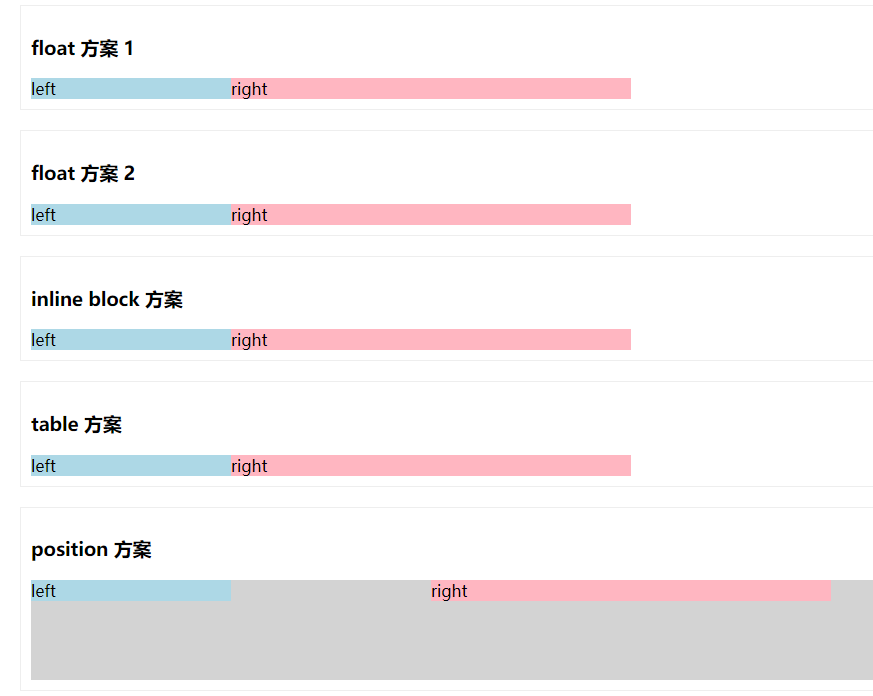 float 方案 1
left right
float 方案 2
left right
inline block 方案
left right
table 方案
left right
position 方案
left right